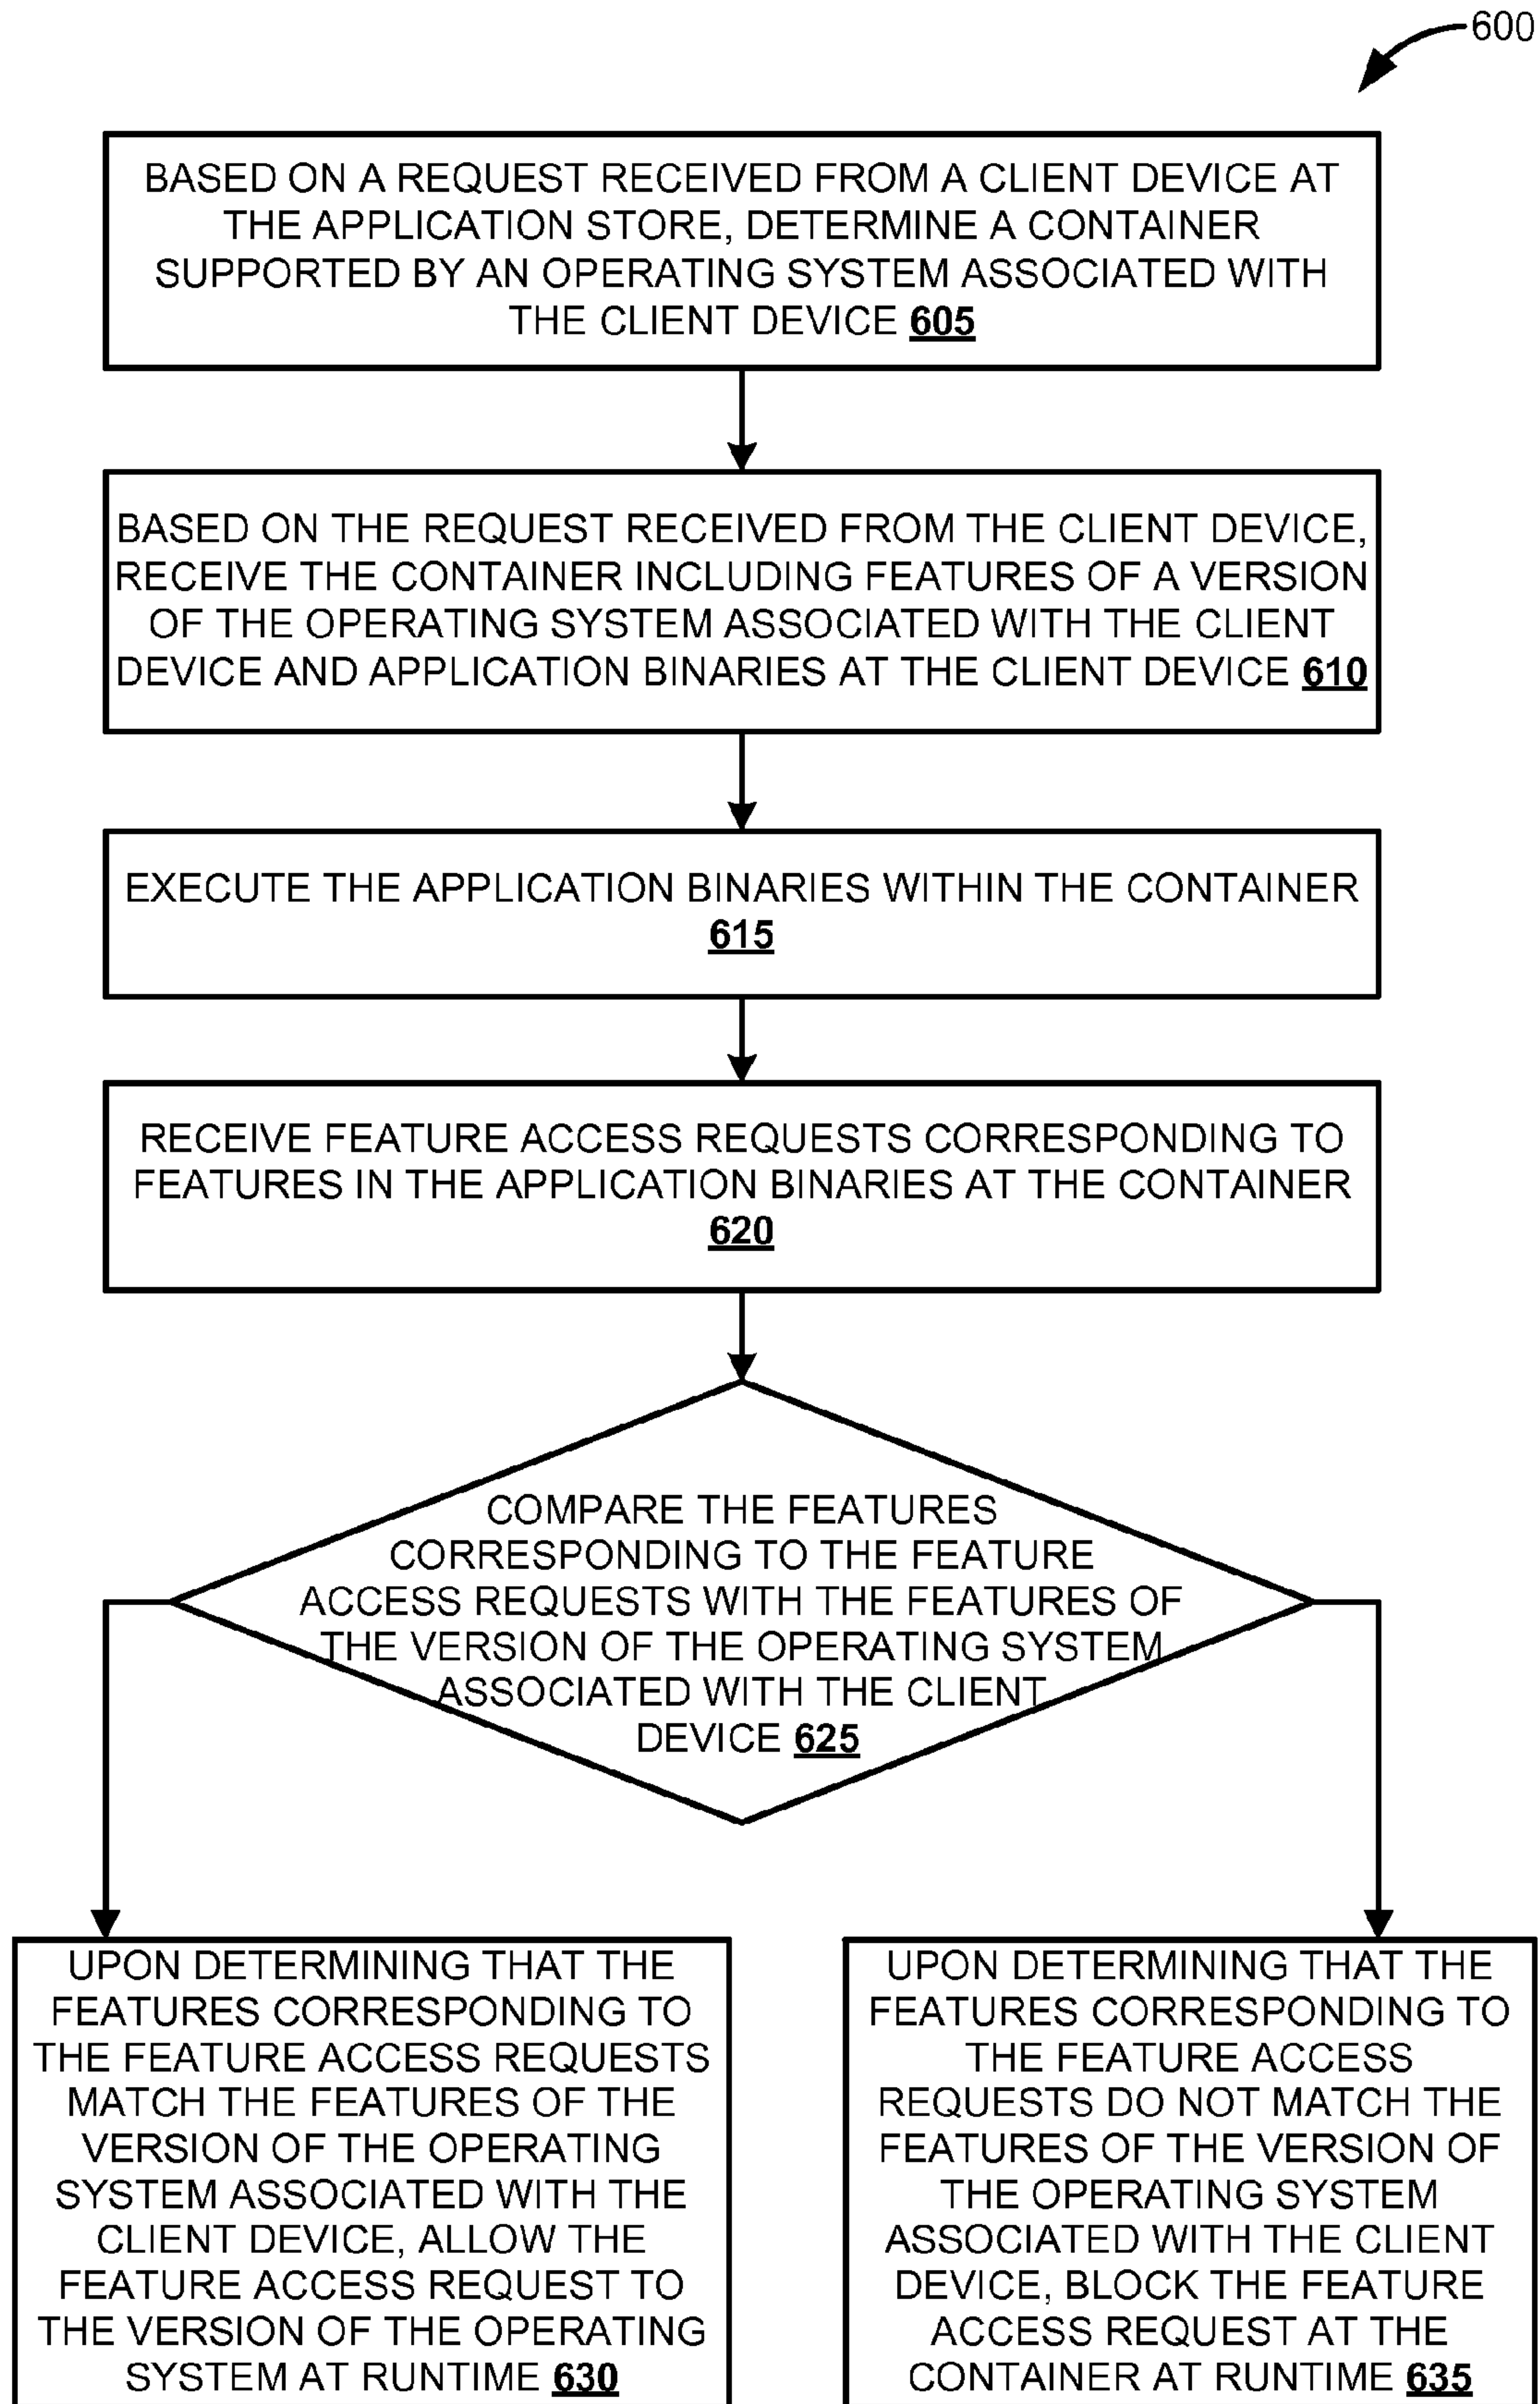 600
BASED ON A REQUEST RECEIVED FROM A CLIENT DEVICE AT
THE APPLICATION STORE, DETERMINE A CONTAINER
SUPPORTED BY AN OPERATING SYSTEM ASSOCIATED WITH
THE CLIENT DEVICE 605
BASED ON THE REQUEST RECEIVED FROM THE CLIENT DEVICE,
RECEIVE THE CONTAINER INCLUDING FEATURES OF A VERSION
OF THE OPERATING SYSTEM ASSOCIATED WITH THE CLIENT
DEVICE AND APPLICATION BINARIES AT THE CLIENT DEVICE 610
EXECUTE THE APPLICATION BINARIES WITHIN THE CONTAINER
615
RECEIVE FEATURE ACCESS REQUESTS CORRESPONDING TO
FEATURES IN THE APPLICATION BINARIES AT THE CONTAINER
620
COMPARE THE FEATURES
CORRESPONDING TO THE FEATURE
ACCESS REQUESTS WITH THE FEATURES OF
THE VERSION OF THE OPERATING SYSTEM
ASSOCIATED WITH THE CLIENT
DEVICE 625
UPON DETERMINING THAT THE
FEATURES CORRESPONDING TO
THE FEATURE ACCESS REQUESTS
MATCH THE FEATURES OF THE
VERSION OF THE OPERATING
SYSTEM ASSOCIATED WITH THE
CLIENT DEVICE, ALLOW THE
FEATURE ACCESS REQUEST TO
THE VERSION OF THE OPERATING
SYSTEM AT RUNTIME 630
UPON DETERMINING THAT THE
FEATURES CORRESPONDING TO
THE FEATURE ACCESS
REQUESTS DO NOT MATCH THE
FEATURES OF THE VERSION OF
THE OPERATING SYSTEM
ASSOCIATED WITH THE CLIENT
DEVICE, BLOCK THE FEATURE
ACCESS REQUEST AT THE
CONTAINER AT RUNTIME 635